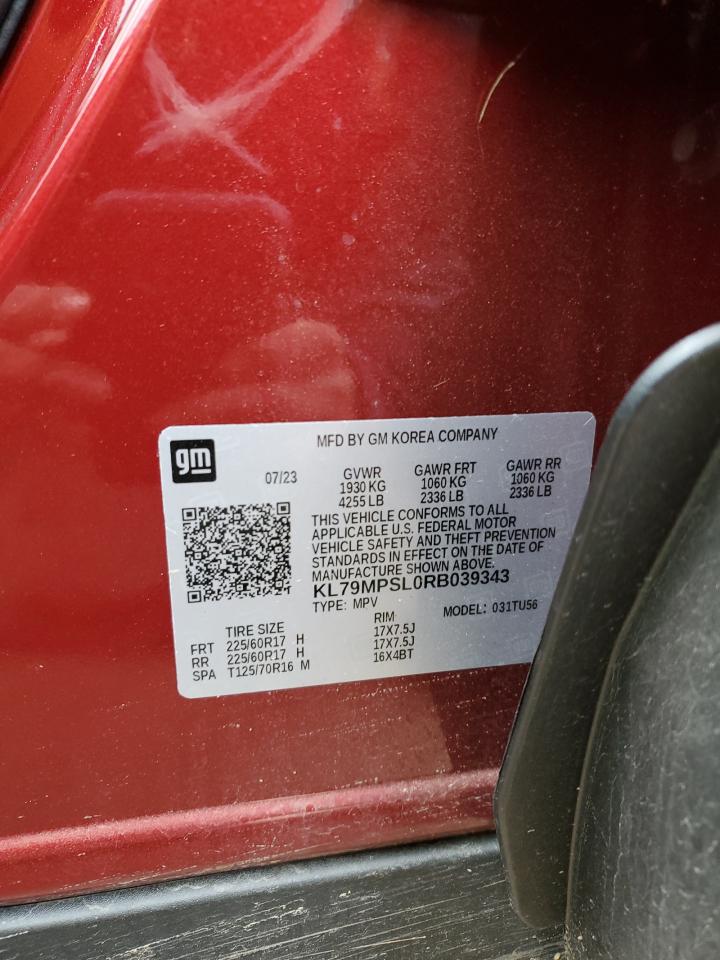 MFD BY GM KOREA COMPANY
gm
07/23 GVWR GAWR FRT GAWR RR
1930 KG 1060 KG 1060 KG
4255 LB 2336 LB 2336 LB
THIS VEHICLE CONFORMS TO ALL
APPLICABLE U.S. FEDERAL MOTOR
VEHICLE SAFETY AND THEFT PREVENTION
STANDARDS IN EFFECT ON THE DATE OF
MANUFACTURE SHOWN ABOVE.
KL79MPSL0RB039343
TYPE: MPV MODEL: 031TU56
TIRE SIZE RIM
FRT 225/60R17 H 17X7.5J
RR 225/60R17 H 17X7.5J
SPA T125/70R16 M 16X4BT